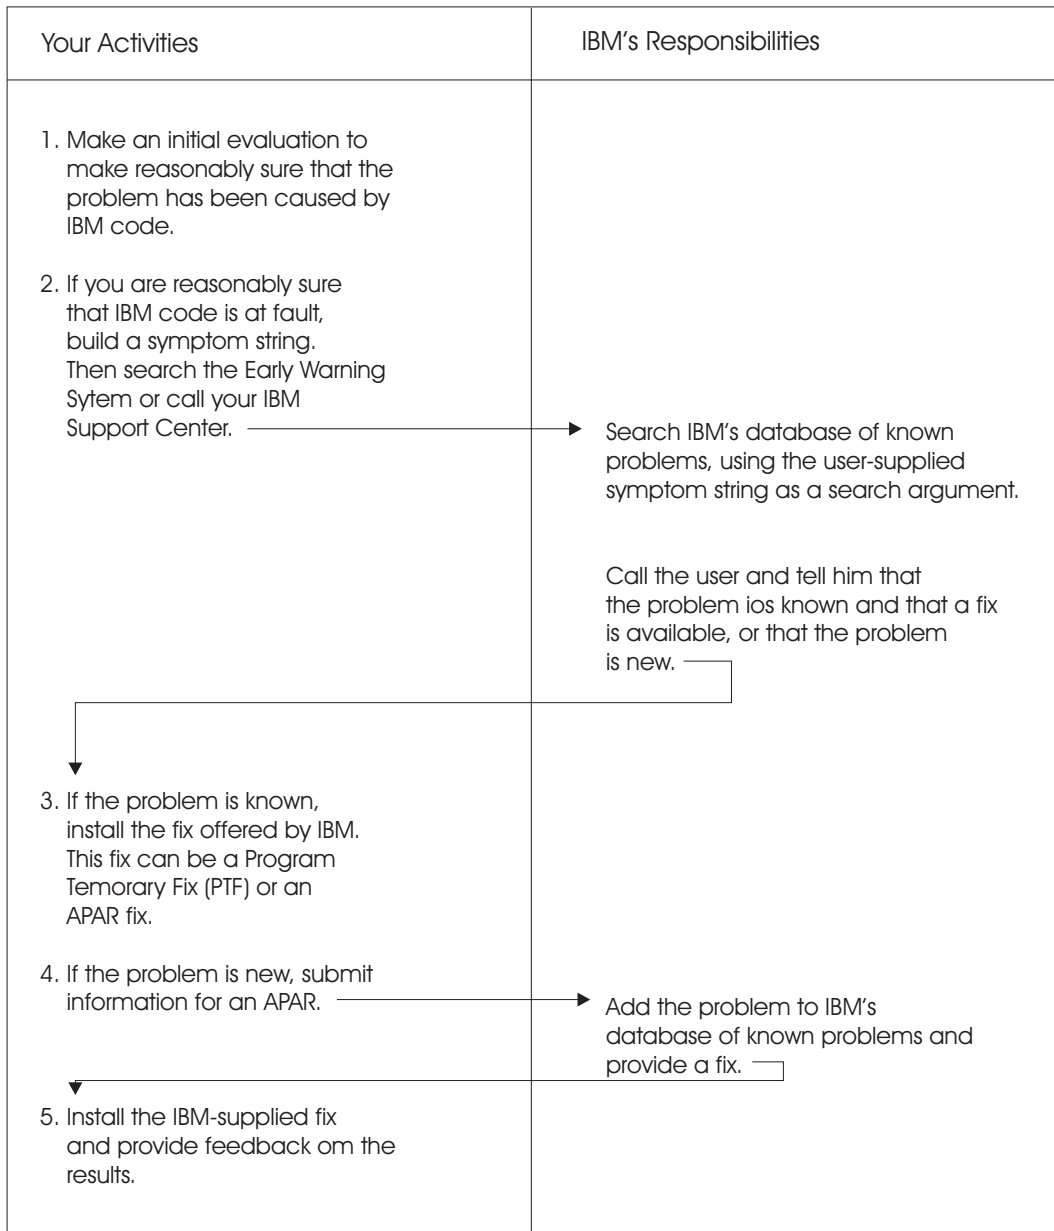 Your Activities
IBM's Responsibilities
1. Make an initial evaluation to
make reasonably sure that the
problem has been caused by
IBM code.
2. If you are reasonably sure
that IBM code is at fault,
build a symptom string.
Then search the Early Warning
Sytem or call your IBM
Support Center.
Search IBM's database of known
problems, using the user-supplied
symptom string as a search argument.
Call the user and tell him that
the problem ios known and that a fix
is available, or that the problem
is new.
3. If the problem is known,
install the fix offered by IBM.
This fix can be a Program
Temorary Fix (PTF) or an
APAR fix.
4. If the problem is new, submit
information for an APAR.
Add the problem to IBM's
database of known problems and
provide a fix.
5. Install the IBM-supplied fix
and provide feedback om the
results.